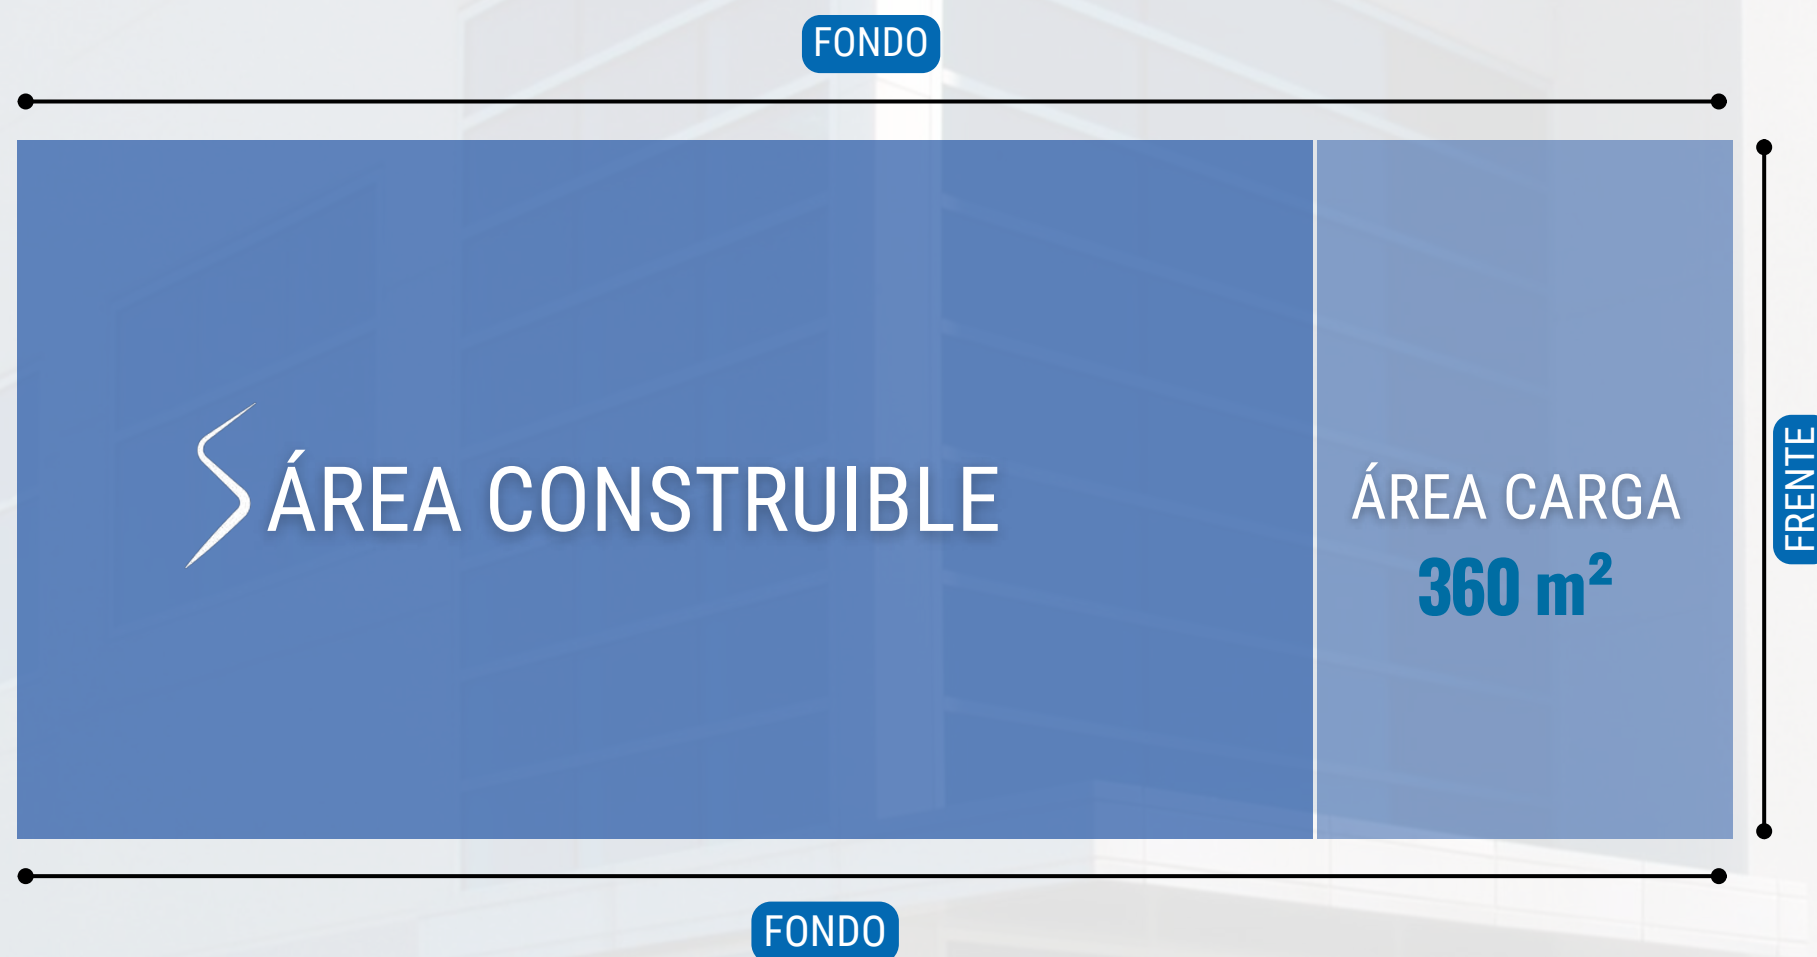 FONDO
ÁREA CONSTRUIBLE
ÁREA CARGA
360 m²
FRENTE
FONDO